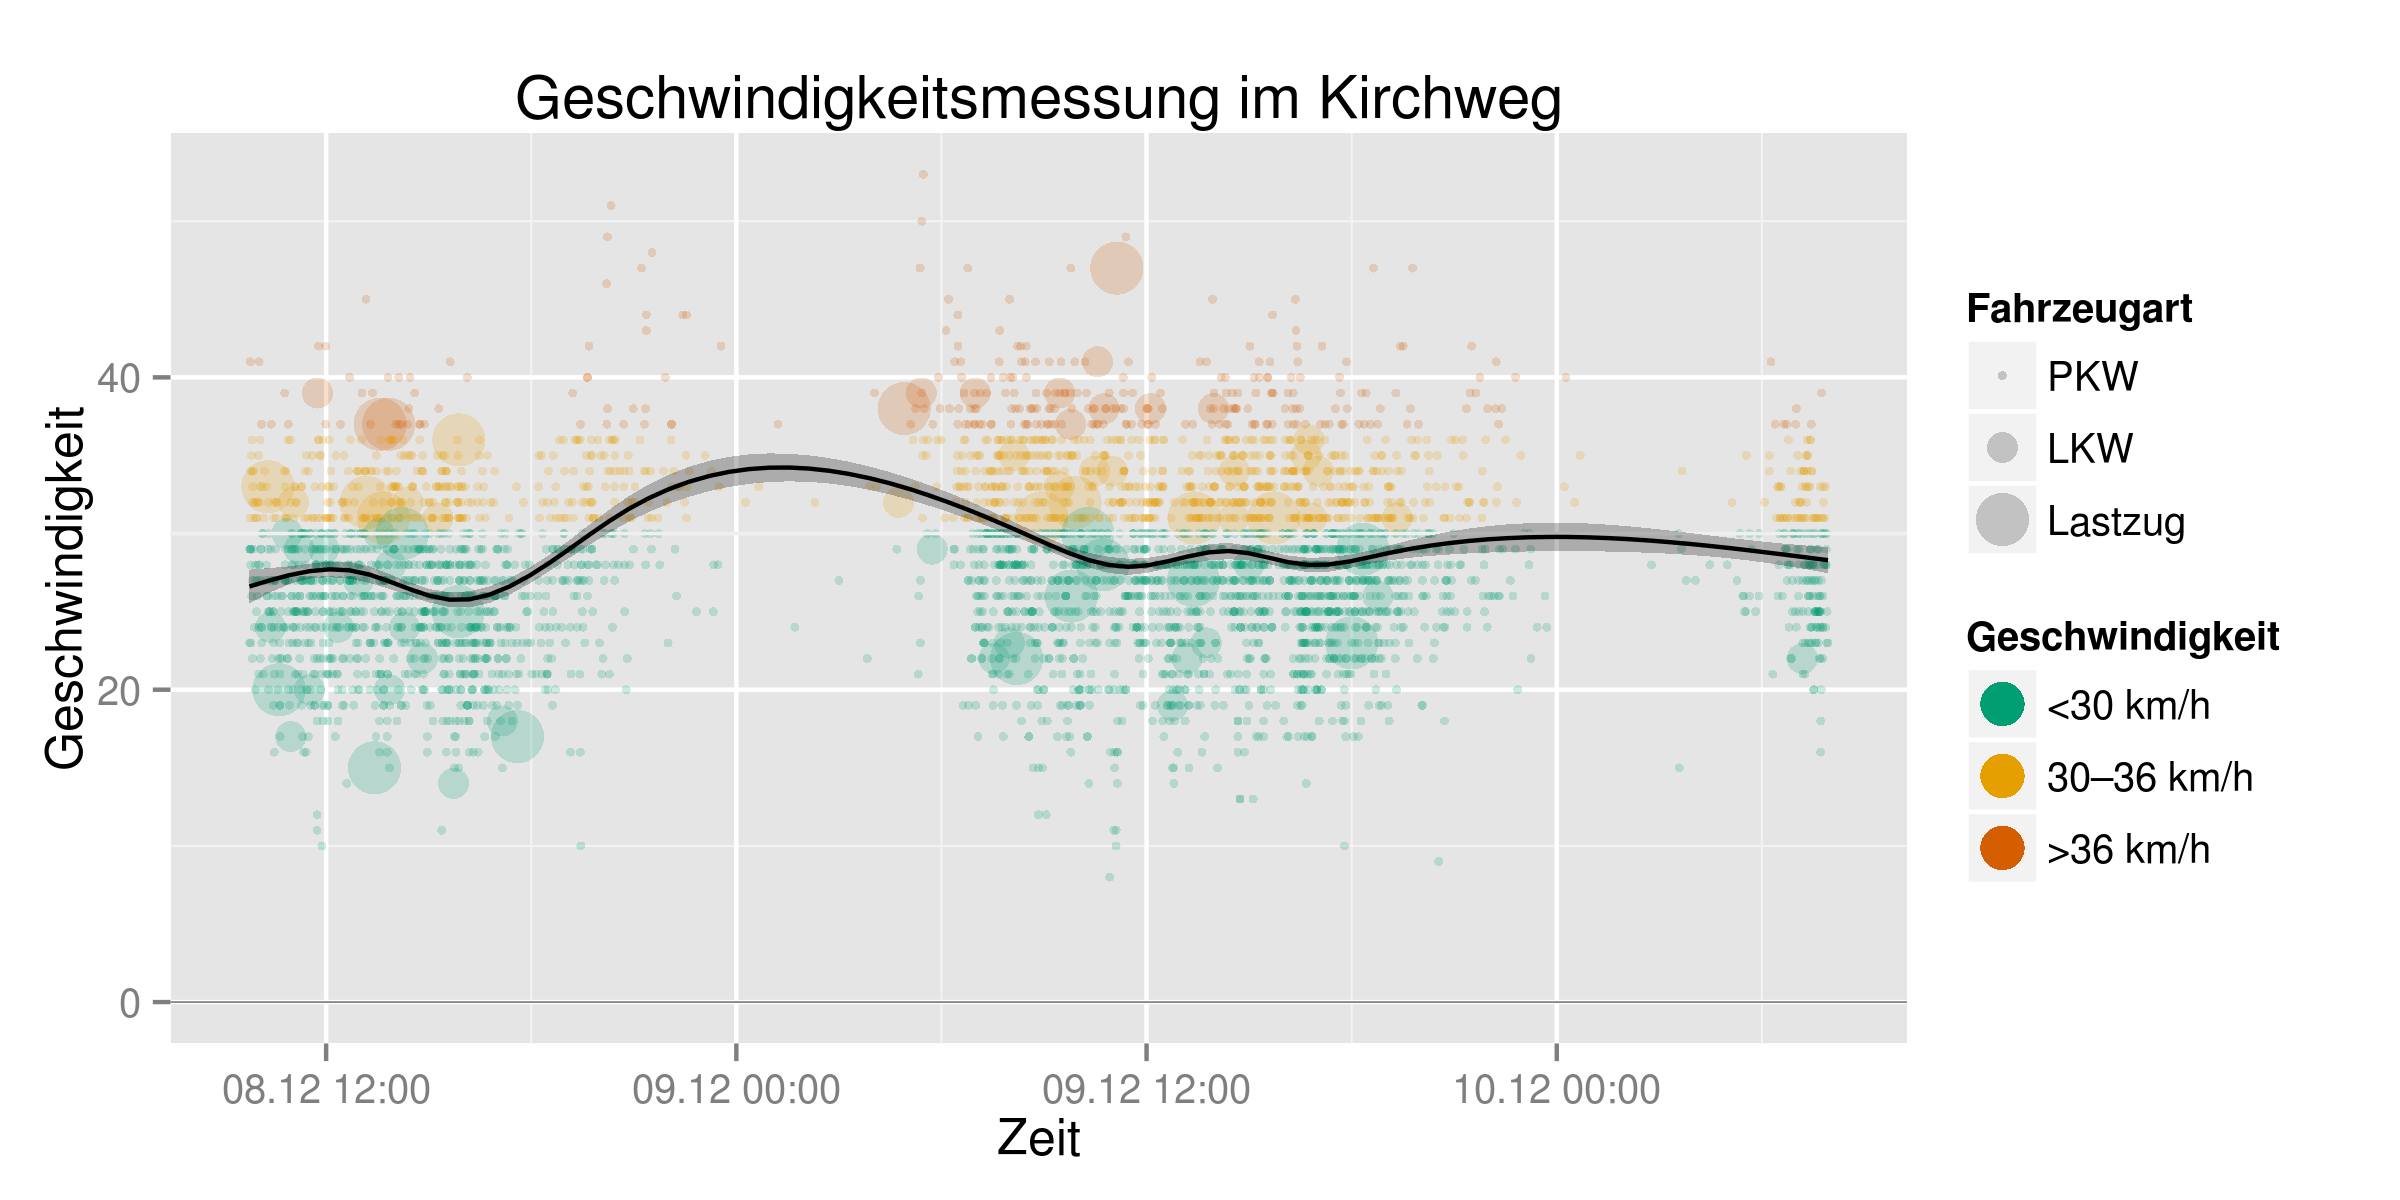 Geschwindigkeitsmessung im Kirchweg
Geschwindigkeit
40
20
0
08.12 12:00
09.12 00:00
09.12 12:00
10.12 00:00
Zeit
Fahrzeugart
PKW
LKW
Lastzug
Geschwindigkeit
<30 km/h
30–36 km/h
>36 km/h